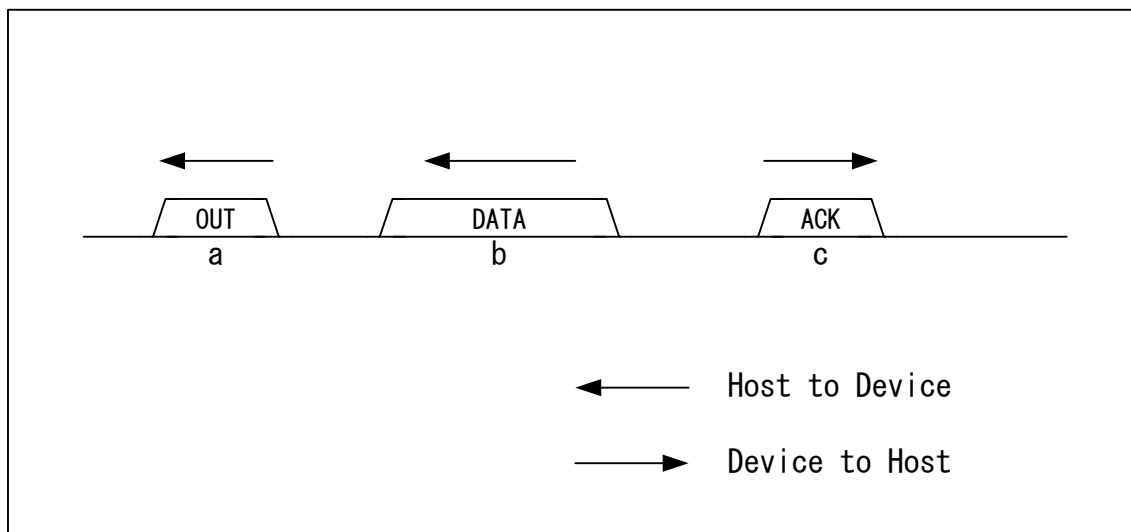 OUT DATA ACK
a b c
Host to Device
Device to Host